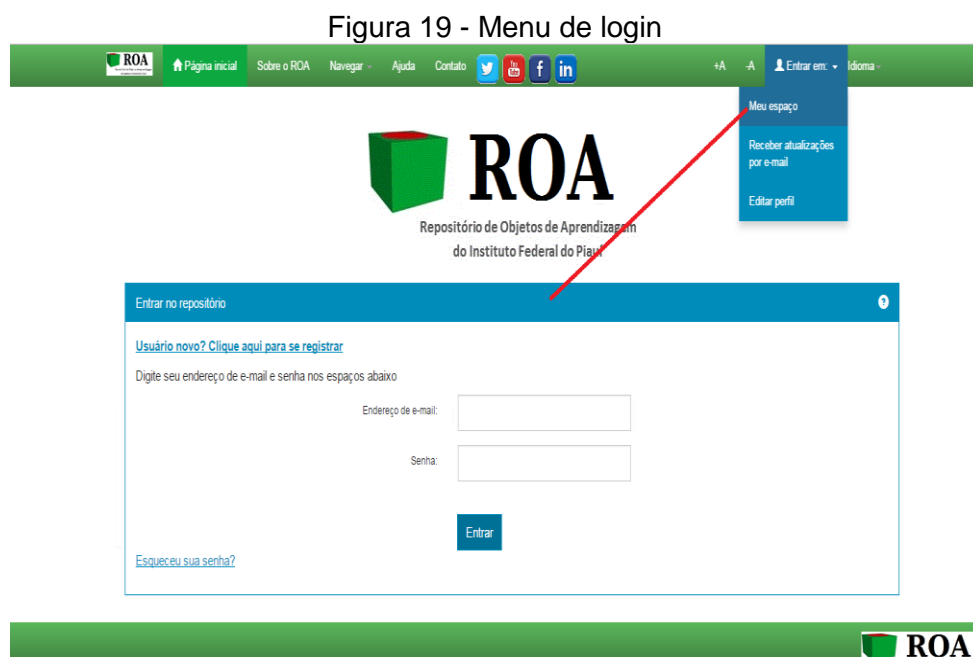 Figura 19 - Menu de login
ROA Página inicial Sobre o ROA Navegar Ajuda Contato You Tube f in +A -A Entrar em: Idioma
Meu espaço
Receber atualizações
por e-mail
Editar perfil
ROA
Repositório de Objetos de Aprendizagem
do Instituto Federal do Piauí
Entrar no repositório ?
Usuário novo? Clique aqui para se registrar
Digite seu endereço de e-mail e senha nos espaços abaixo
Endereço de e-mail:
Senha:
Entrar
Esqueceu sua senha?
ROA